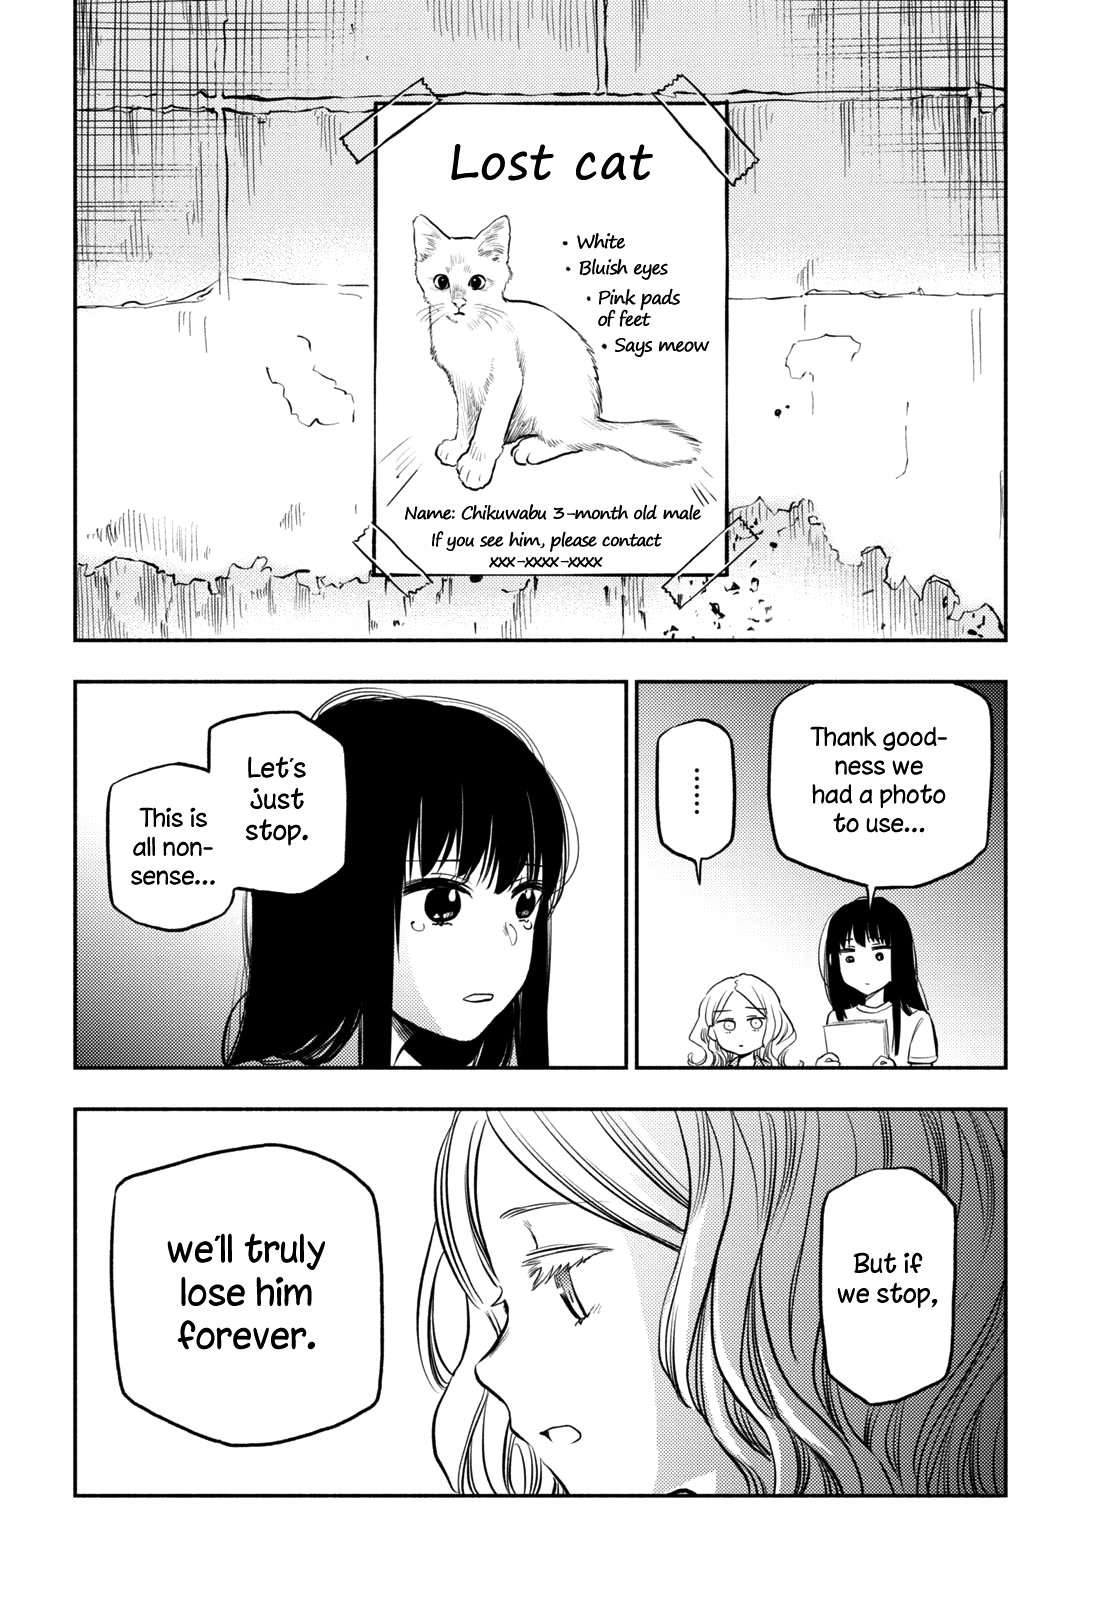 Lost cat
• White
• Bluish eyes
• Pink pads
of feet
• Says meow
Name: Chikuwabu 3-month old male
If you see him, please contact
xxx-xxxx-xxxx
Thank good-
ness we
had a photo
to use...
........
Let's
just
stop.
This is
all non-
sense...
But if
we stop,
we'll truly
lose him
forever.